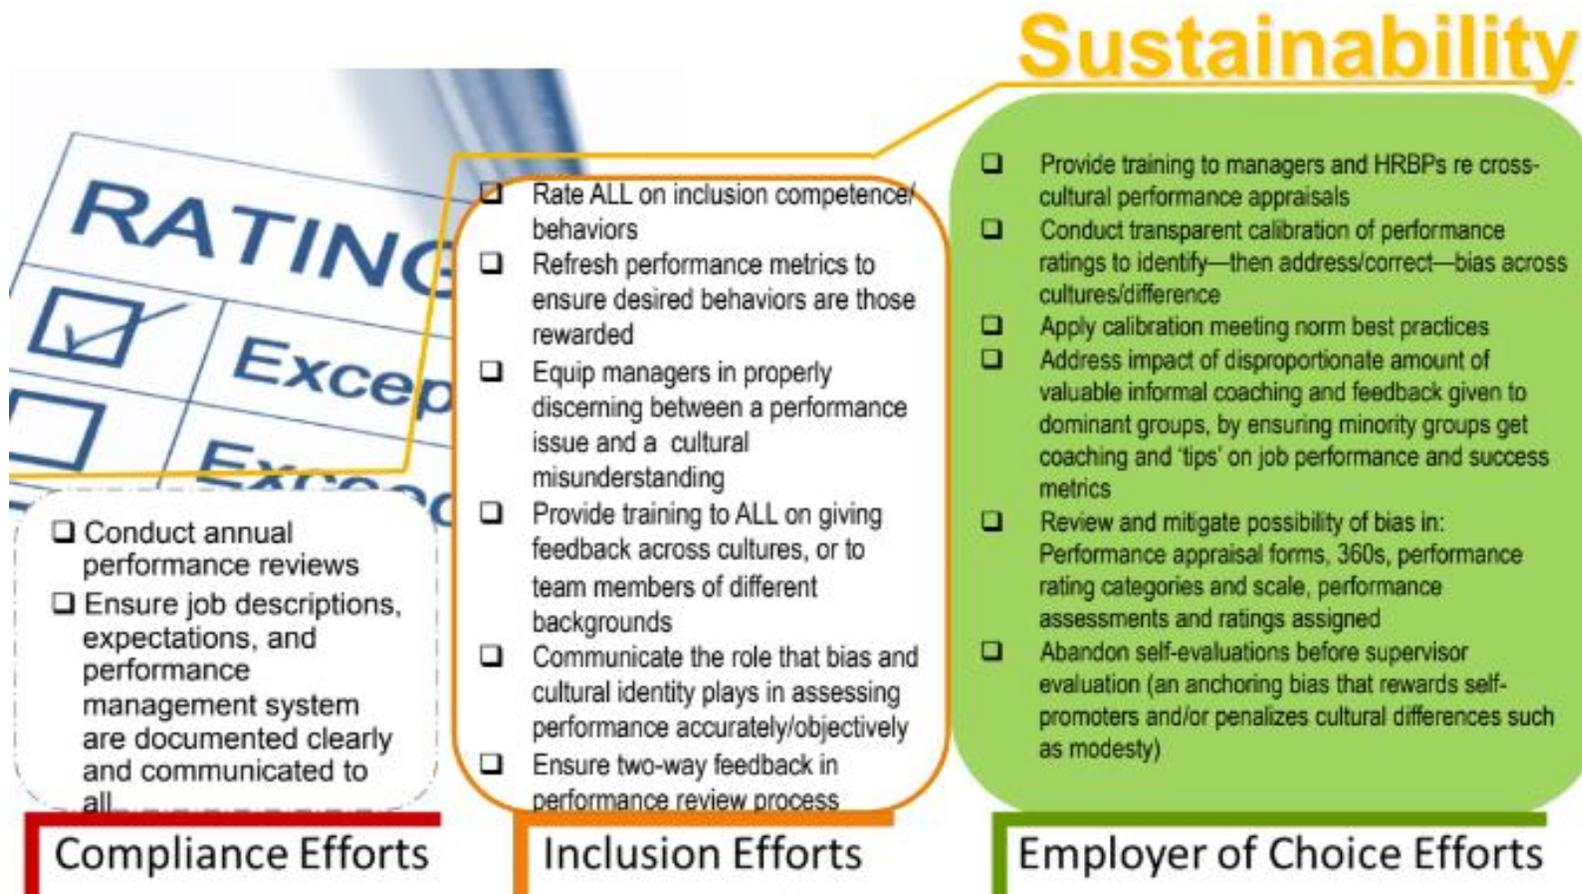 Sustainability
RATING
Excep
Exceed
❑ Conduct annual
performance reviews
❑ Ensure job descriptions,
expectations, and
performance
management system
are documented clearly
and communicated to
all
Compliance Efforts
❑ Rate ALL on inclusion competence/
behaviors
❑ Refresh performance metrics to
ensure desired behaviors are those
rewarded
❑ Equip managers in properly
discerning between a performance
issue and a cultural
misunderstanding
❑ Provide training to ALL on giving
feedback across cultures, or to
team members of different
backgrounds
❑ Communicate the role that bias and
cultural identity plays in assessing
performance accurately/objectively
❑ Ensure two-way feedback in
performance review process
Inclusion Efforts
❑ Provide training to managers and HRBPs re cross-
cultural performance appraisals
❑ Conduct transparent calibration of performance
ratings to identify—then address/correct—bias across
cultures/difference
❑ Apply calibration meeting norm best practices
❑ Address impact of disproportionate amount of
valuable informal coaching and feedback given to
dominant groups, by ensuring minority groups get
coaching and ‘tips’ on job performance and success
metrics
❑ Review and mitigate possibility of bias in:
Performance appraisal forms, 360s, performance
rating categories and scale, performance
assessments and ratings assigned
❑ Abandon self-evaluations before supervisor
evaluation (an anchoring bias that rewards self-
promoters and/or penalizes cultural differences such
as modesty)
Employer of Choice Efforts